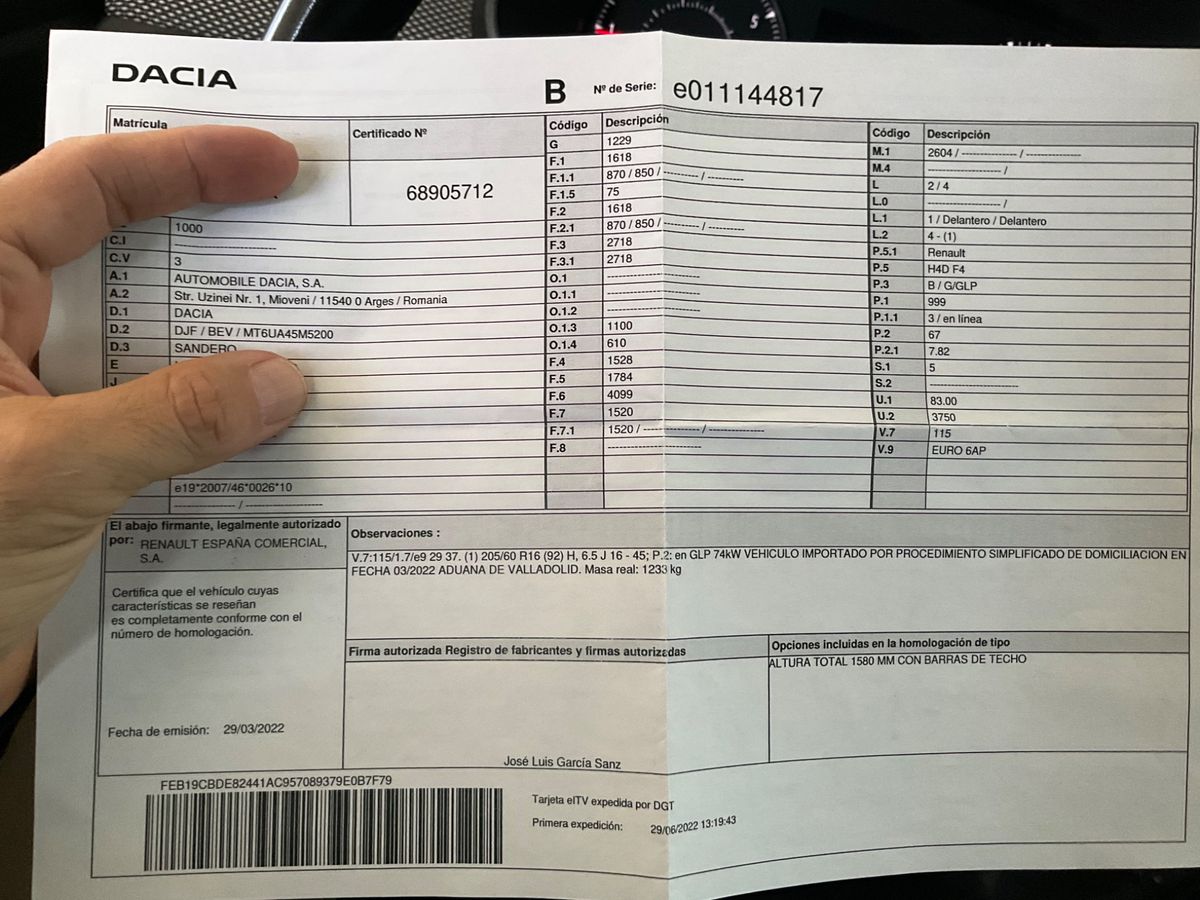 DACIA
B Nº de Serie: e011144817
Matrícula
Certificado Nº
68905712
1000
C.I --------------------
C.V 3
A.1 AUTOMOBILE DACIA, S.A.
A.2 Str. Uzinei Nr. 1, Mioveni / 11540 0 Arges / Romania
D.1 DACIA
D.2 DJF / BEV / MT6UA45M5200
D.3 SANDERO
E
J
e19*2007/46*0026*10
-------------- / -----------------
Código Descripción
G 1229
F.1 1618
F.1.1 870 / 850 / --------- / ----------
F.1.5 75
F.2 1618
F.2.1 870 / 850 / --------- / ----------
F.3 2718
F.3.1 2718
O.1 ----------------------
O.1.1 ----------------------
O.1.2 ----------------------
O.1.3 1100
O.1.4 610
F.4 1528
F.5 1784
F.6 4099
F.7 1520
F.7.1 1520 / --------------- / --------------
F.8 ----------------------
Código Descripción
M.1 2604 / --------------- / --------------
M.4 ------------------ /
L 2 / 4
L.0 ------------------ /
L.1 1 / Delantero / Delantero
L.2 4 - (1)
P.5.1 Renault
P.5 H4D F4
P.3 B / G/GLP
P.1 999
P.1.1 3 / en línea
P.2 67
P.2.1 7.82
S.1 5
S.2 ----------------------
U.1 83.00
U.2 3750
V.7 115
V.9 EURO 6AP
El abajo firmante, legalmente autorizado
por: RENAULT ESPAÑA COMERCIAL,
S.A.
Certifica que el vehículo cuyas
características se reseñan
es completamente conforme con el
número de homologación.
Fecha de emisión: 29/03/2022
Observaciones :
V.7:115/1.7/e9 29 37. (1) 205/60 R16 (92) H, 6.5 J 16 - 45; P.2: en GLP 74kW VEHICULO IMPORTADO POR PROCEDIMIENTO SIMPLIFICADO DE DOMICILIACION EN
FECHA 03/2022 ADUANA DE VALLADOLID. Masa real: 1233 kg
Firma autorizada Registro de fabricantes y firmas autorizadas
José Luis García Sanz
Opciones incluidas en la homologación de tipo
ALTURA TOTAL 1580 MM CON BARRAS DE TECHO
FEB19CBDE82441AC957089379E0B7F79
Tarjeta eITV expedida por DGT
Primera expedición: 29/06/2022 13:19:43
5